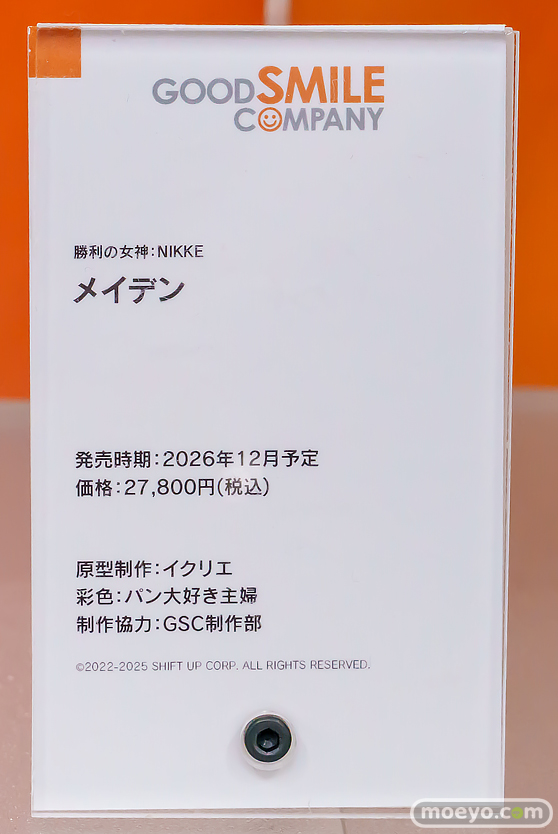 GOODSMILE
COMPANY
勝利の女神:NIKKE
メイデン
発売時期:2026年12月予定
価格:27,800円(税込)
原型制作:イクリエ
彩色:パン大好き主婦
制作協力:GSC制作部
©2022-2025 SHIFT UP CORP. ALL RIGHTS RESERVED.
moeyo.com